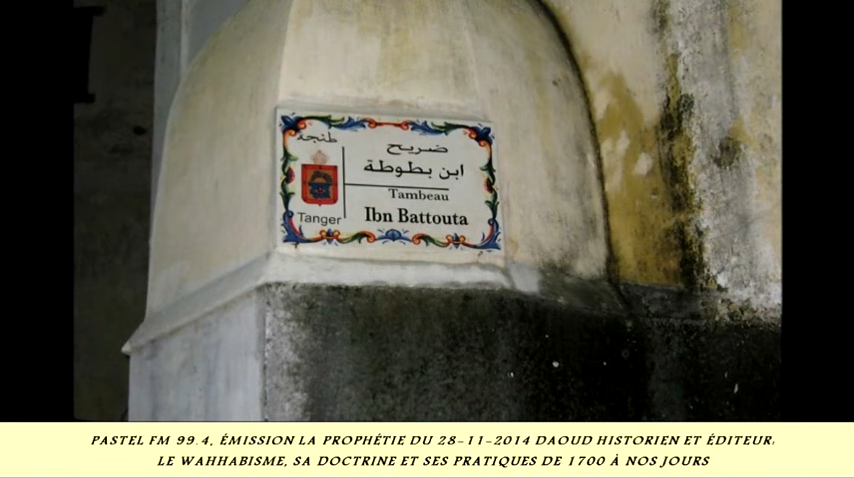 طنجة
ضريح
ابن بطوطة
Tambeau
Ibn Battouta
Tanger
PASTEL FM 99.4, ÉMISSION LA PROPHÉTIE DU 28-11-2014 DAOUD HISTORIEN ET ÉDITEUR:
LE WAHHABISME, SA DOCTRINE ET SES PRATIQUES DE 1700 À NOS JOURS